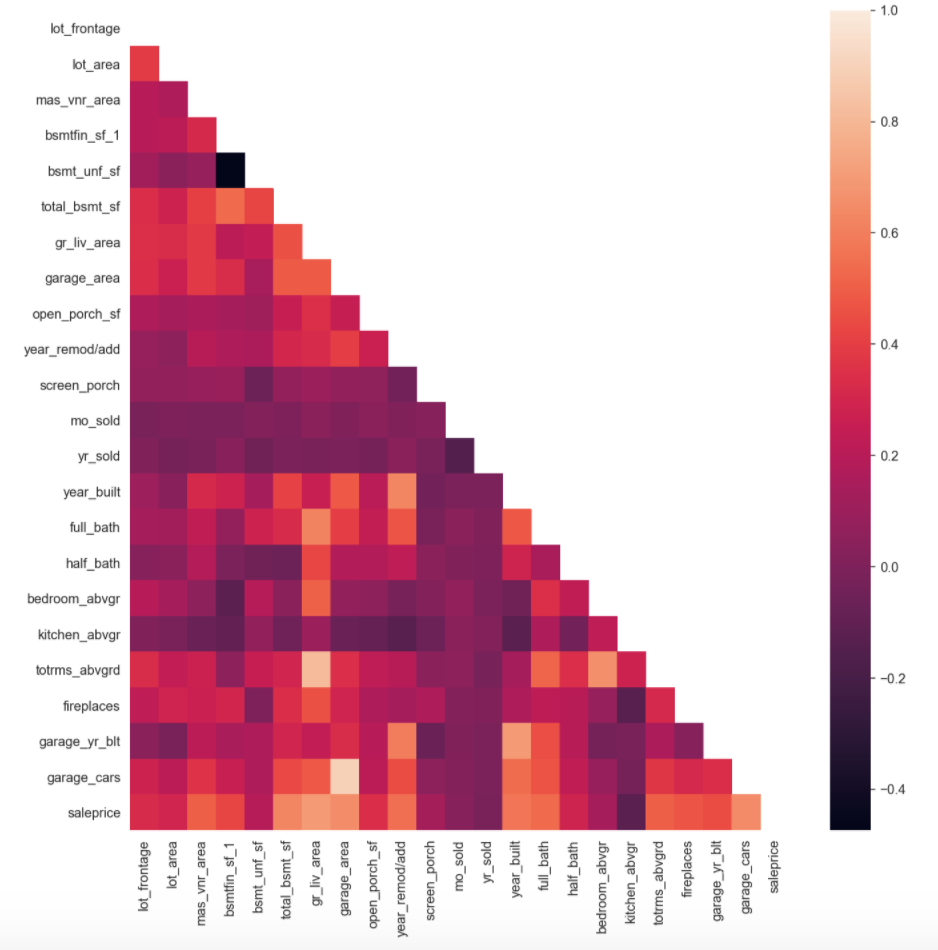 lot_frontage
lot_area
mas_vnr_area
bsmtfin_sf_1
bsmt_unf_sf
total_bsmt_sf
gr_liv_area
garage_area
open_porch_sf
year_remod/add
screen_porch
mo_sold
yr_sold
year_built
full_bath
half_bath
bedroom_abvgr
kitchen_abvgr
totrms_abvgrd
fireplaces
garage_yr_blt
garage_cars
saleprice
lot_frontage
lot_area
mas_vnr_area
bsmtfin_sf_1
bsmt_unf_sf
total_bsmt_sf
gr_liv_area
garage_area
open_porch_sf
year_remod/add
screen_porch
mo_sold
yr_sold
year_built
full_bath
half_bath
bedroom_abvgr
kitchen_abvgr
totrms_abvgrd
fireplaces
garage_yr_blt
garage_cars
saleprice
1.0
0.8
0.6
0.4
0.2
0.0
−0.2
−0.4